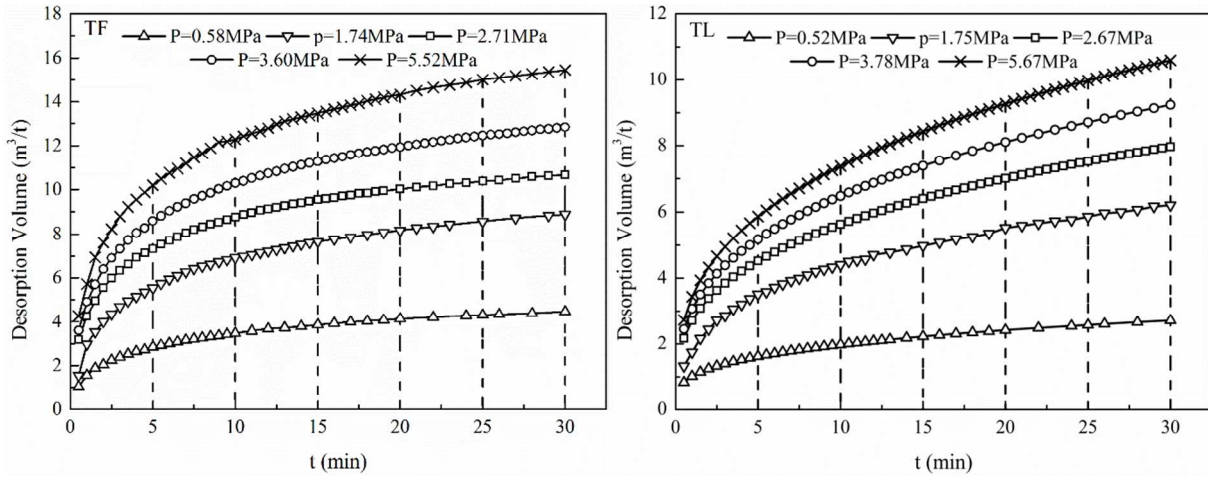 TF
P=0.58MPa p=1.74MPa P=2.71MPa
P=3.60MPa P=5.52MPa
18
16
14
12
10
8
6
4
2
0
Desorption Volume (m³/t)
0 5 10 15 20 25 30
t (min)
TL
P=0.52MPa p=1.75MPa P=2.67MPa
P=3.78MPa P=5.67MPa
12
10
8
6
4
2
0
Desorption Volume (m³/t)
0 5 10 15 20 25 30
t (min)